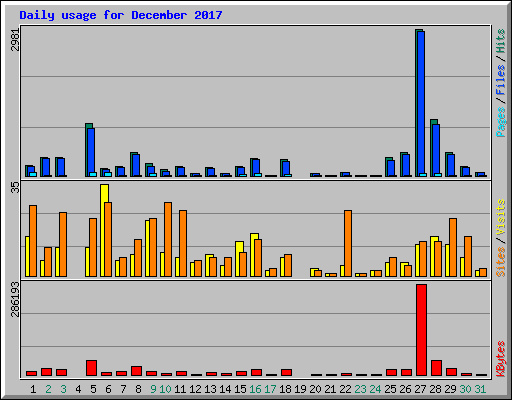 Daily usage for December 2017
2981
Pages / Files / Hits
35
Sites / Visits
286193
KBytes
1 2 3 4 5 6 7 8 9 10 11 12 13 14 15 16 17 18 19 20 21 22 23 24 25 26 27 28 29 30 31